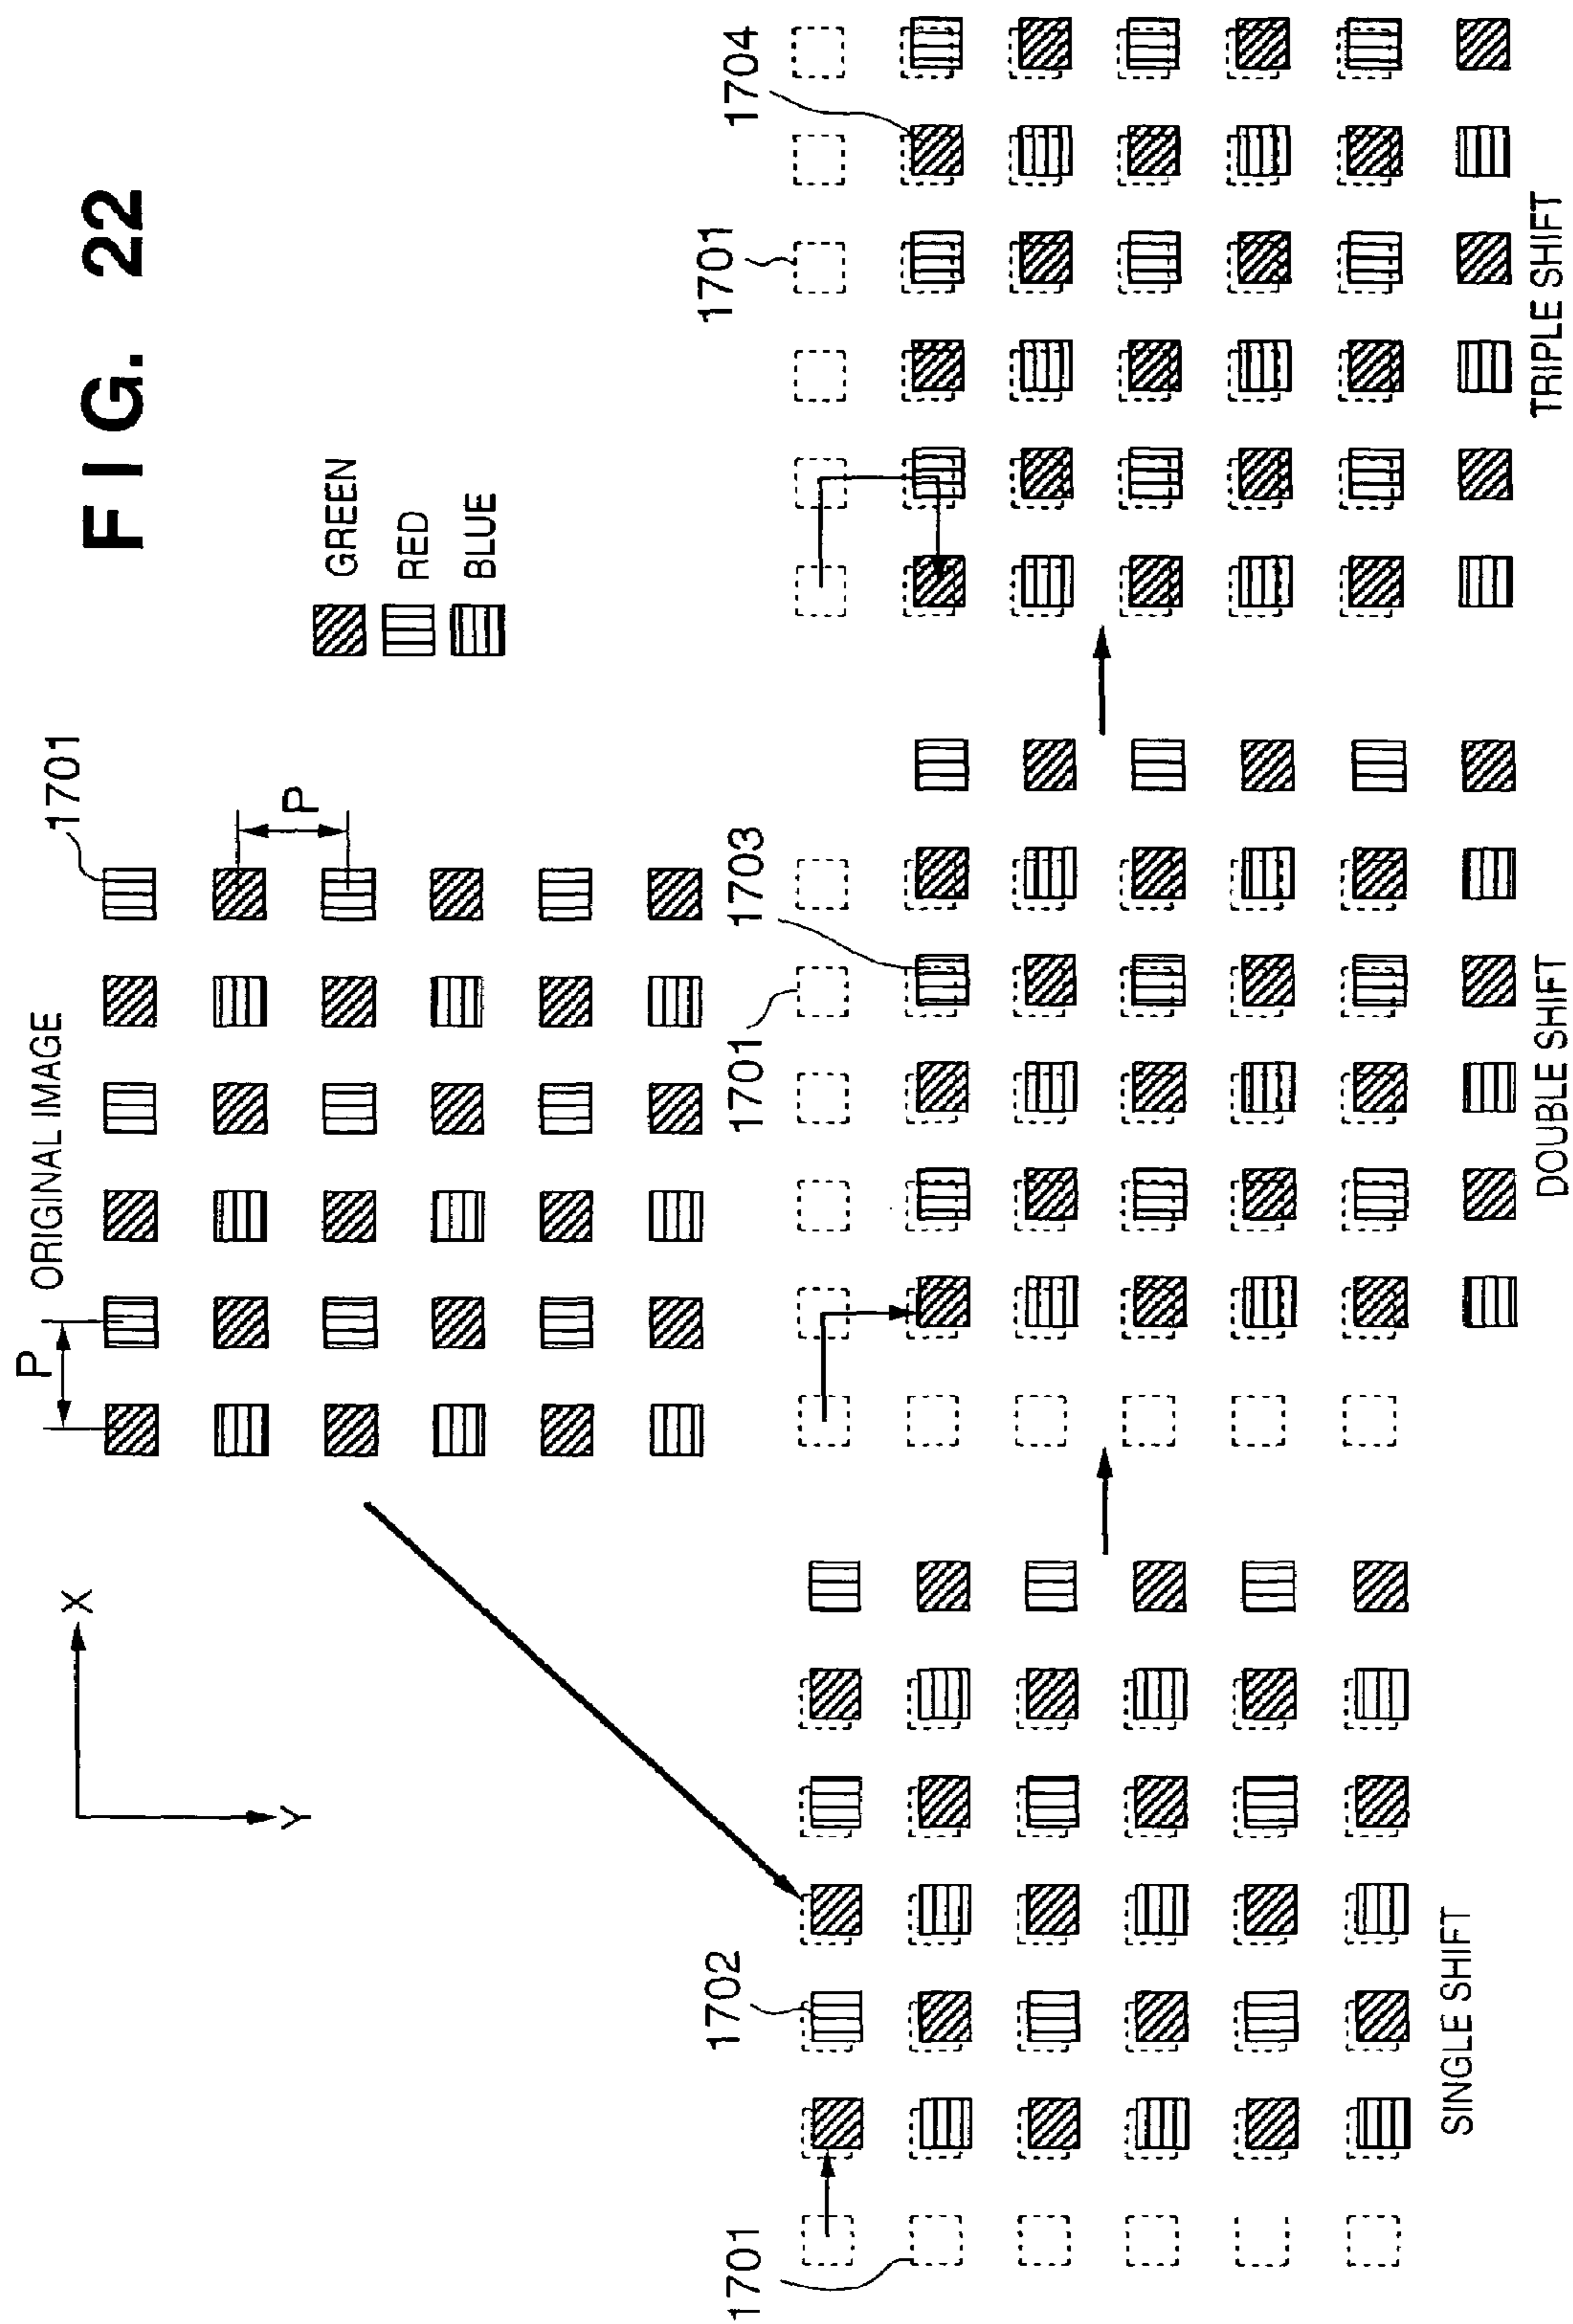 FIG. 22
GREEN
RED
BLUE
X
Y
ORIGINAL IMAGE
P
P
1701
1702
1701
SINGLE SHIFT
1703
1701
DOUBLE SHIFT
1704
1701
TRIPLE SHIFT